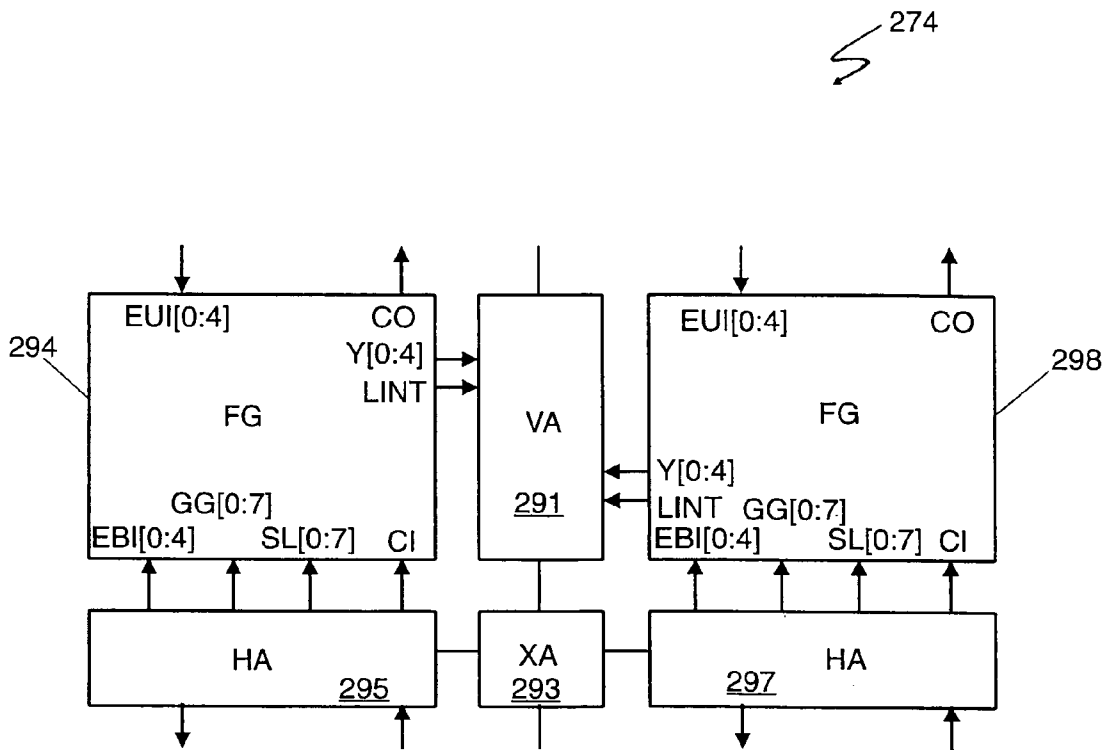 274
EUI[0:4]
CO
EUI[0:4]
CO
294
Y[0:4]
LINT
298
FG
VA
FG
Y[0:4]
291
LINT
GG[0:7]
GG[0:7]
EBI[0:4]
SL[0:7]
CI
EBI[0:4]
SL[0:7]
CI
HA
XA
HA
295
293
297